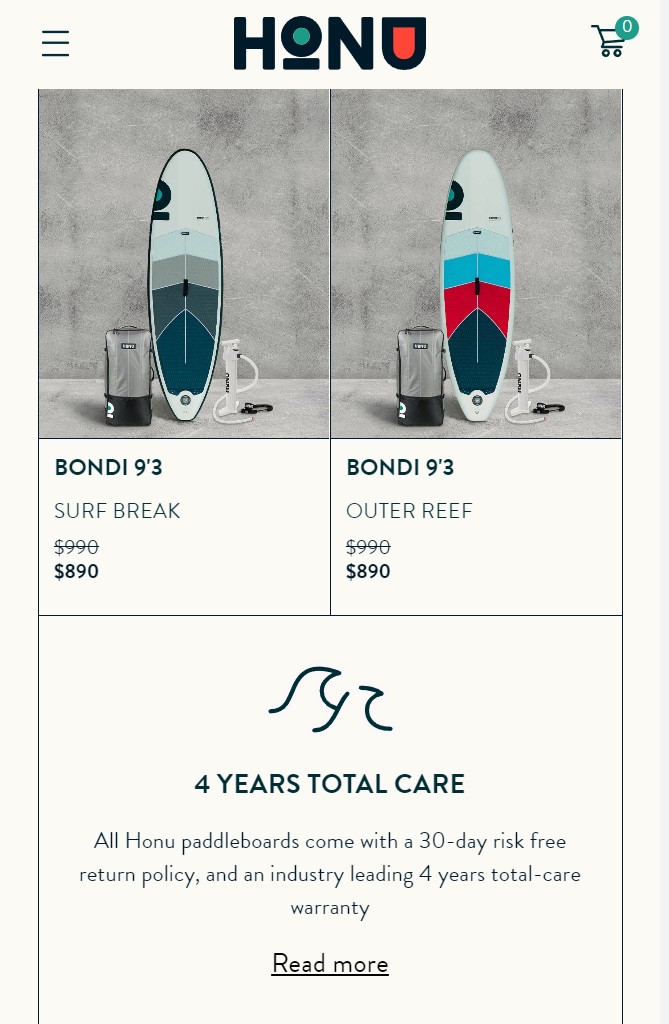 HONU
0
BONDI 9'3
SURF BREAK
$990
$890
BONDI 9'3
OUTER REEF
$990
$890
4 YEARS TOTAL CARE
All Honu paddleboards come with a 30-day risk free
return policy, and an industry leading 4 years total-care
warranty
Read more